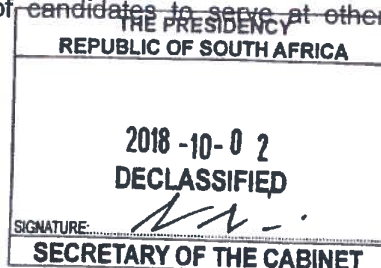 of candidates to serve at other
THE PRESIDENCY
REPUBLIC OF SOUTH AFRICA
2018 -10- 0 2
DECLASSIFIED
SIGNATURE:
SECRETARY OF THE CABINET